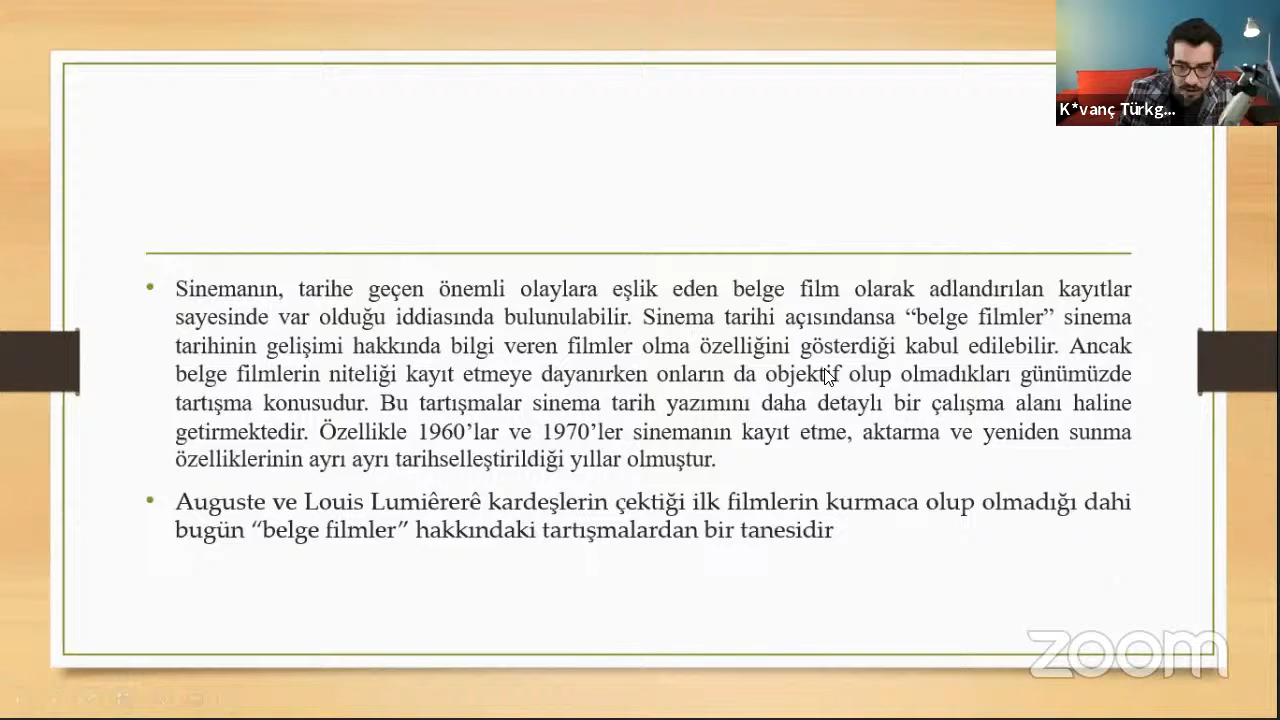 K*vanç Türkg...
• Sinemanın, tarihe geçen önemli olaylara eşlik eden belge film olarak adlandırılan kayıtlar
sayesinde var olduğu iddiasında bulunulabilir. Sinema tarihi açısındansa “belge filmler” sinema
tarihinin gelişimi hakkında bilgi veren filmler olma özelliğini gösterdiği kabul edilebilir. Ancak
belge filmlerin niteliği kayıt etmeye dayanırken onların da objektif olup olmadıkları günümüzde
tartışma konusudur. Bu tartışmalar sinema tarih yazımını daha detaylı bir çalışma alanı haline
getirmektedir. Özellikle 1960’lar ve 1970’ler sinemanın kayıt etme, aktarma ve yeniden sunma
özelliklerinin ayrı ayrı tarihselleştirildiği yıllar olmuştur.
• Auguste ve Louis Lumiêrerê kardeşlerin çektiği ilk filmlerin kurmaca olup olmadığı dahi
bugün “belge filmler” hakkındaki tartışmalardan bir tanesidir
zoom